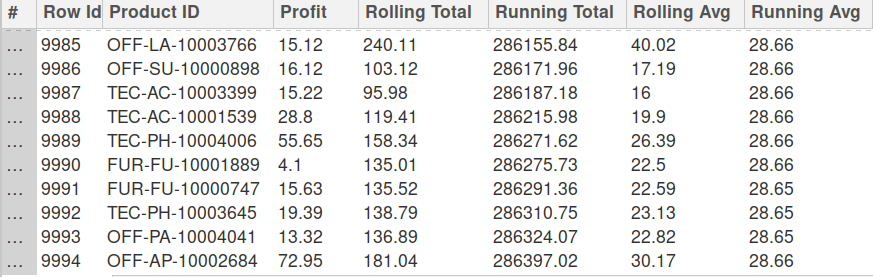 # Row Id Product ID Profit Rolling Total Running Total Rolling Avg Running Avg
... 9985 OFF-LA-10003766 15.12 240.11 286155.84 40.02 28.66
... 9986 OFF-SU-10000898 16.12 103.12 286171.96 17.19 28.66
... 9987 TEC-AC-10003399 15.22 95.98 286187.18 16 28.66
... 9988 TEC-AC-10001539 28.8 119.41 286215.98 19.9 28.66
... 9989 TEC-PH-10004006 55.65 158.34 286271.62 26.39 28.66
... 9990 FUR-FU-10001889 4.1 135.01 286275.73 22.5 28.66
... 9991 FUR-FU-10000747 15.63 135.52 286291.36 22.59 28.65
... 9992 TEC-PH-10003645 19.39 138.79 286310.75 23.13 28.65
... 9993 OFF-PA-10004041 13.32 136.89 286324.07 22.82 28.65
... 9994 OFF-AP-10002684 72.95 181.04 286397.02 30.17 28.66